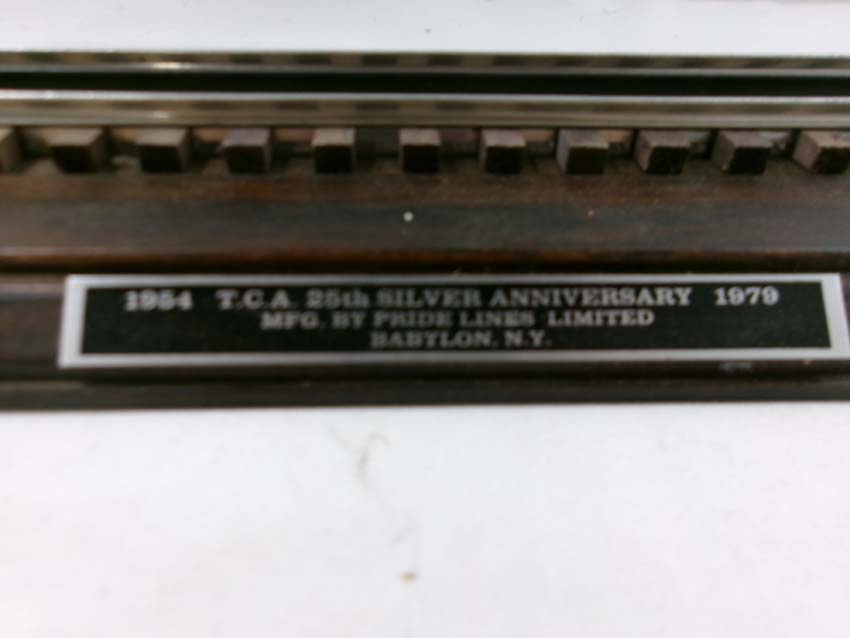 1954 T.C.A. 25th SILVER ANNIVERSARY 1979
MFG. BY PRIDE LINES LIMITED
BABYLON, N.Y.